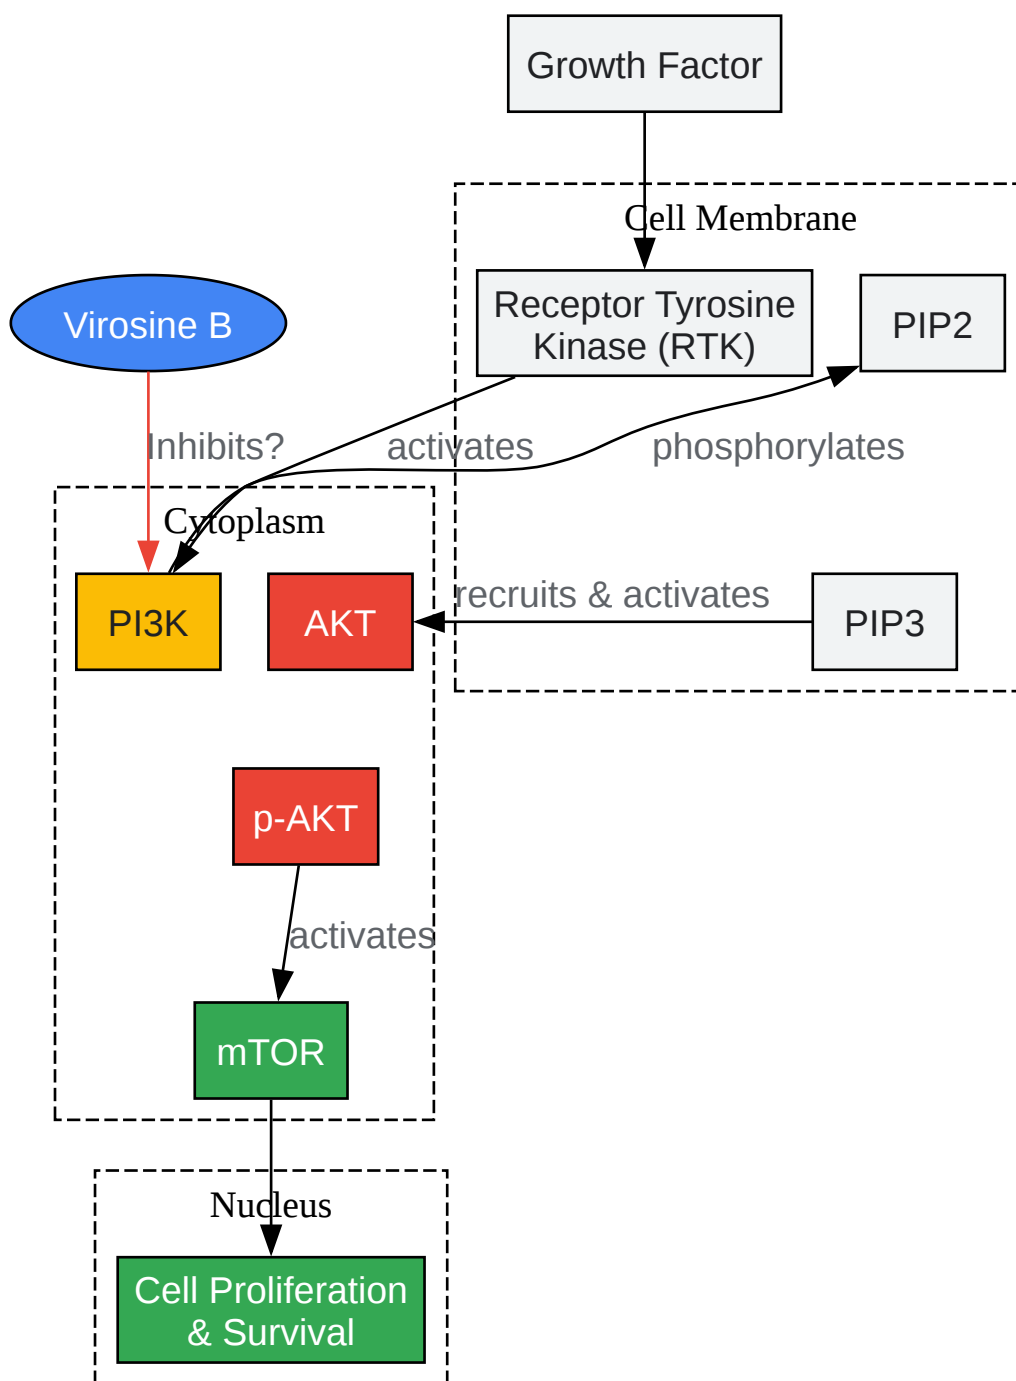 Growth Factor
Cell Membrane
Receptor Tyrosine
Kinase (RTK)
PIP2
Virosine B
Inhibits?
activates
phosphorylates
Cytoplasm
PI3K
AKT
recruits & activates
PIP3
p-AKT
activates
mTOR
Nucleus
Cell Proliferation
& Survival